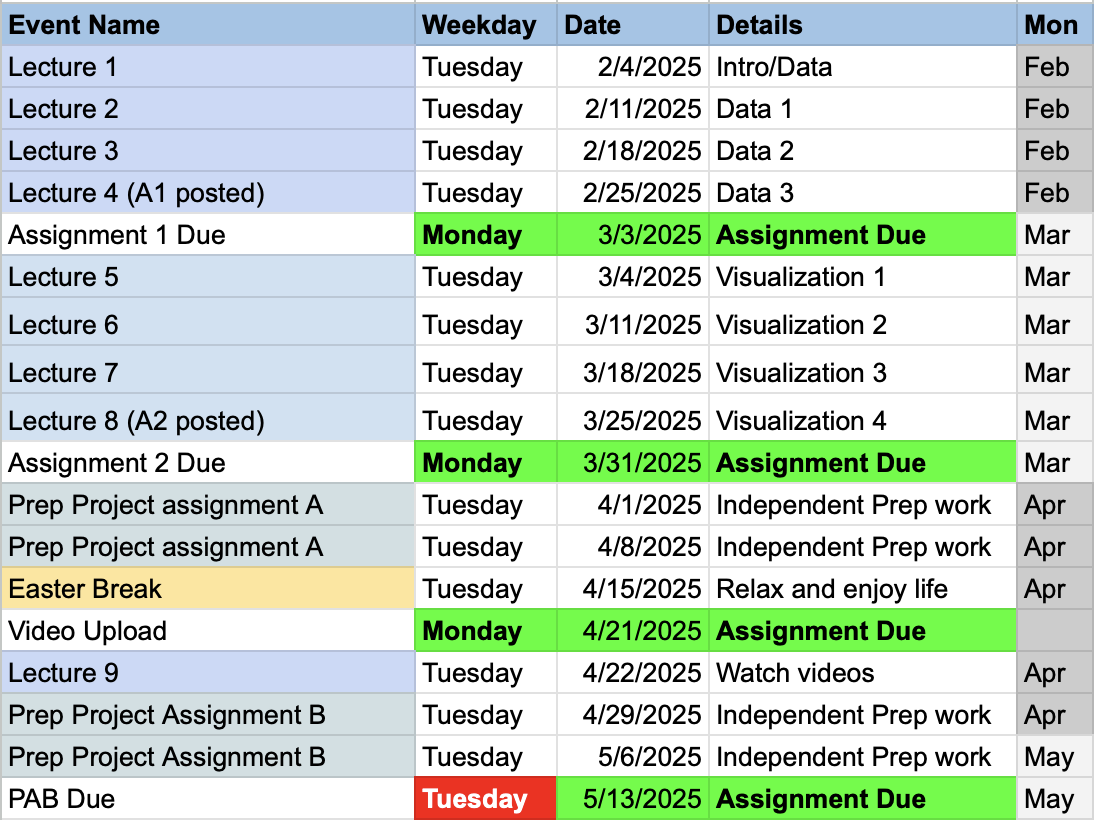 Event Name Weekday Date Details Mon
Lecture 1 Tuesday 2/4/2025 Intro/Data Feb
Lecture 2 Tuesday 2/11/2025 Data 1 Feb
Lecture 3 Tuesday 2/18/2025 Data 2 Feb
Lecture 4 (A1 posted) Tuesday 2/25/2025 Data 3 Feb
Assignment 1 Due Monday 3/3/2025 Assignment Due Mar
Lecture 5 Tuesday 3/4/2025 Visualization 1 Mar
Lecture 6 Tuesday 3/11/2025 Visualization 2 Mar
Lecture 7 Tuesday 3/18/2025 Visualization 3 Mar
Lecture 8 (A2 posted) Tuesday 3/25/2025 Visualization 4 Mar
Assignment 2 Due Monday 3/31/2025 Assignment Due Mar
Prep Project assignment A Tuesday 4/1/2025 Independent Prep work Apr
Prep Project assignment A Tuesday 4/8/2025 Independent Prep work Apr
Easter Break Tuesday 4/15/2025 Relax and enjoy life Apr
Video Upload Monday 4/21/2025 Assignment Due
Lecture 9 Tuesday 4/22/2025 Watch videos Apr
Prep Project Assignment B Tuesday 4/29/2025 Independent Prep work Apr
Prep Project Assignment B Tuesday 5/6/2025 Independent Prep work May
PAB Due Tuesday 5/13/2025 Assignment Due May